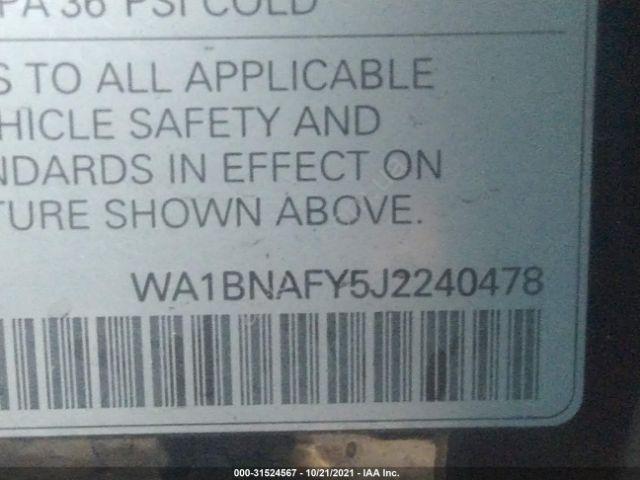 PA 36 PSI COLD
S TO ALL APPLICABLE
HICLE SAFETY AND
NDARDS IN EFFECT ON
TURE SHOWN ABOVE.
WA1BNAFY5J2240478
000-31524567 - 10/21/2021 - IAA Inc.